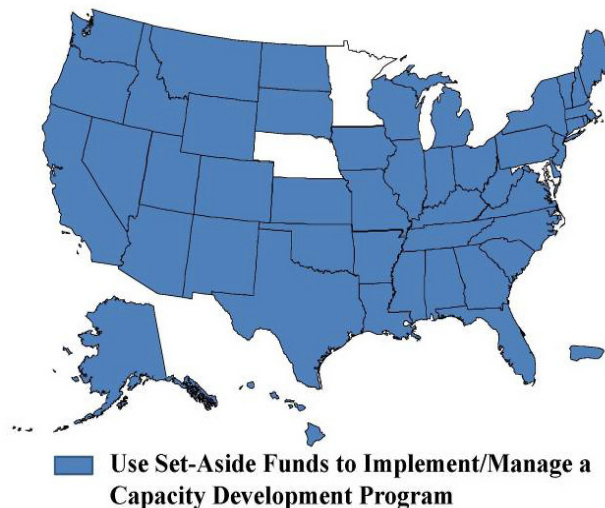 Use Set-Aside Funds to Implement/Manage a
Capacity Development Program